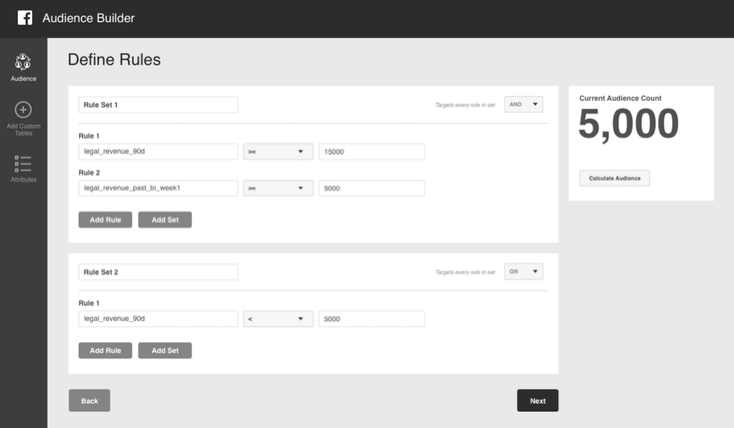 f Audience Builder
Audience
Add Custom
Tables
Attributes
Define Rules
Rule Set 1
Targets every rule in set
AND
Rule 1
legal_revenue_90d
>=
15000
Rule 2
legal_revenue_past_bi_week1
>=
5000
Add Rule
Add Set
Rule Set 2
Targets every rule in set
OR
Rule 1
legal_revenue_90d
<
5000
Add Rule
Add Set
Back
Next
Current Audience Count
5,000
Calculate Audience